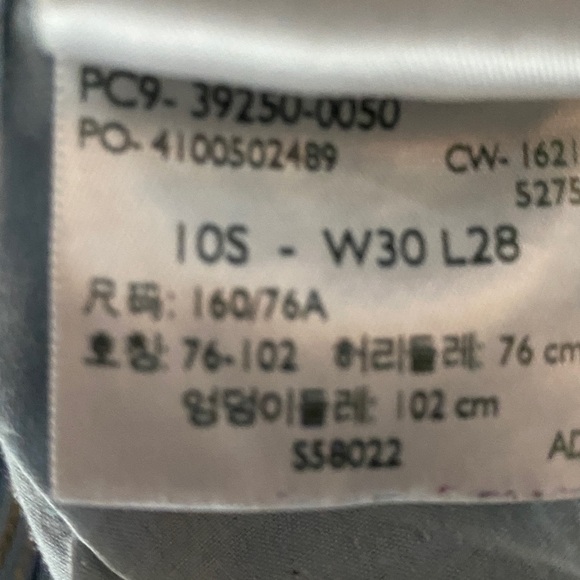 PC9- 39250-0050
PO- 4100502489
CW- 1621
5275
10S - W30 L28
尺码: 160/76A
호칭: 76-102 허리둘레: 76 cm
엉덩이둘레: 102 cm
S58022
AD